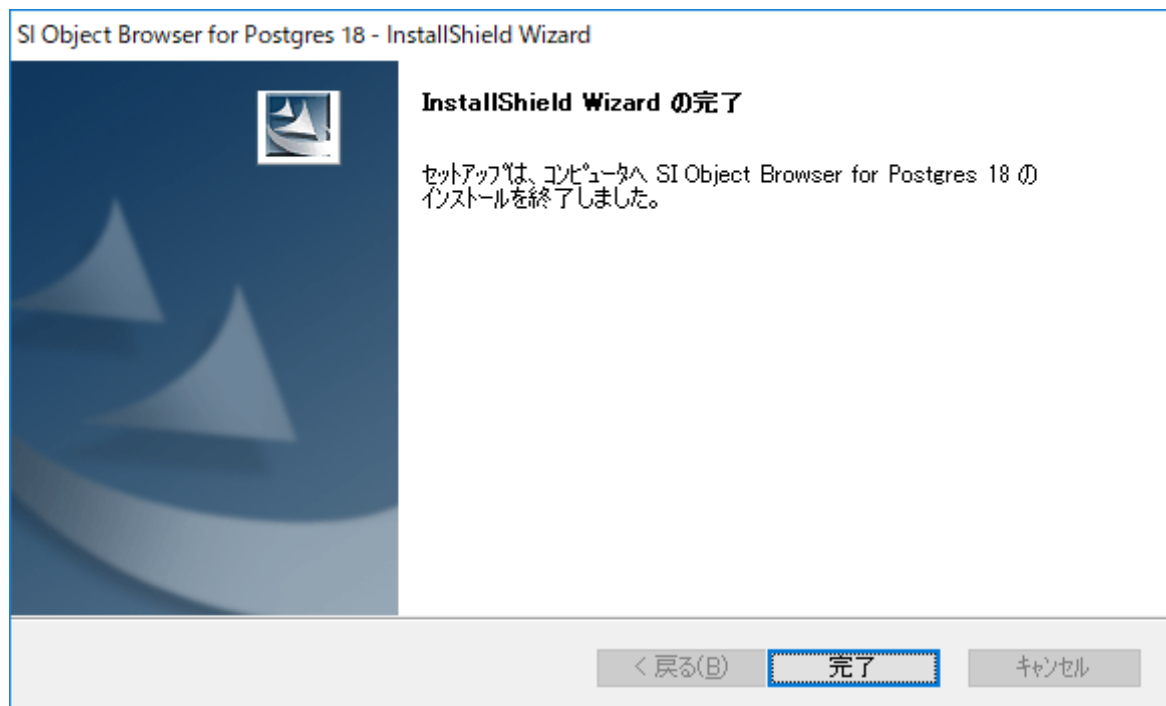 SI Object Browser for Postgres 18 - InstallShield Wizard
InstallShield Wizard の完了
セットアップは、コンピュータへ SI Object Browser for Postgres 18 の
インストールを終了しました。
< 戻る(B)
完了
キャンセル